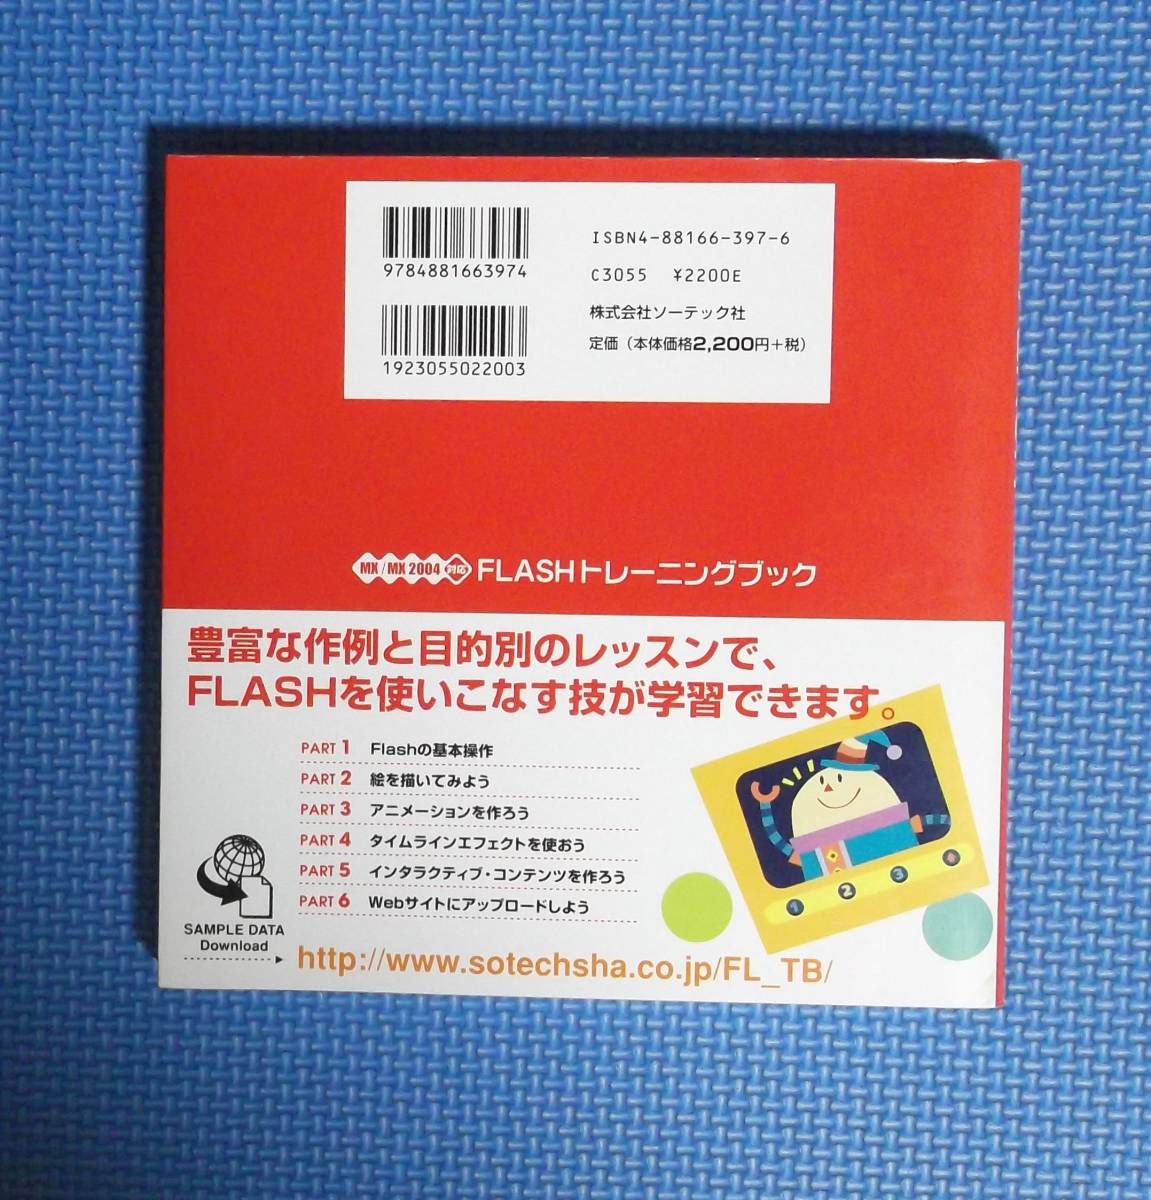 9784881663974
1923055022003
ISBN4-88166-397-6
C3055 ¥2200E
株式会社ソーテック社
定価（本体価格2,200円＋税）
MX/MX 2004 対応 FLASHトレーニングブック
豊富な作例と目的別のレッスンで、
FLASHを使いこなす技が学習できます。
PART 1 Flashの基本操作
PART 2 絵を描いてみよう
PART 3 アニメーションを作ろう
PART 4 タイムラインエフェクトを使おう
PART 5 インタラクティブ・コンテンツを作ろう
PART 6 Webサイトにアップロードしよう
1 2 3
SAMPLE DATA
Download
http://www.sotechsha.co.jp/FL_TB/